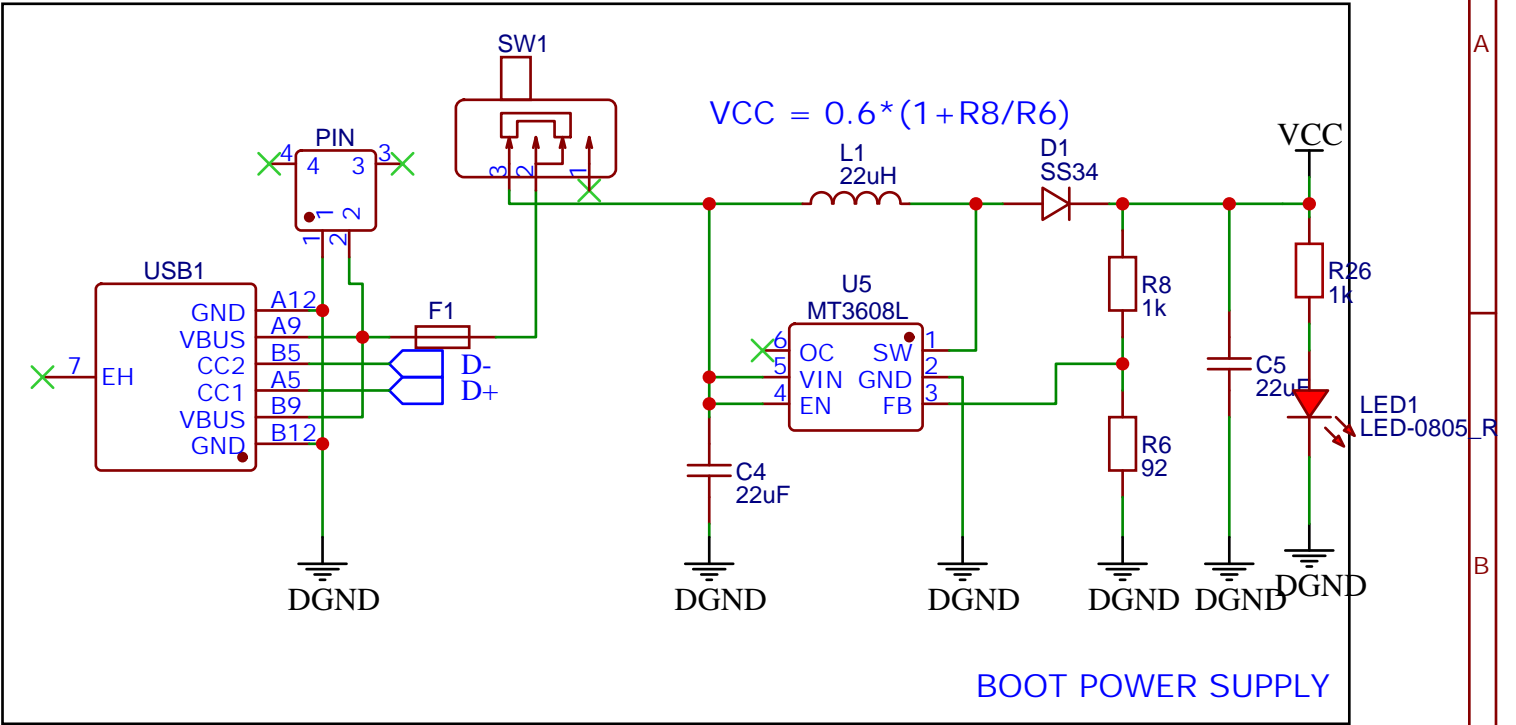 A
SW1
3
2
1
VCC = 0.6*(1+R8/R6)
VCC
PIN
4
4
3
3
1
2
1
2
L1
22uH
D1
SS34
USB1
GND
A12
VBUS
A9
CC2
B5
CC1
A5
VBUS
B9
GND
B12
7
EH
F1
D-
D+
U5
MT3608L
6
OC
SW
1
5
VIN
GND
2
4
EN
FB
3
R8
1k
R26
1k
C5
22uF
LED1
LED-0805_R
R6
92
C4
22uF
DGND
DGND
DGND
DGND
DGND
DGND
B
BOOT POWER SUPPLY